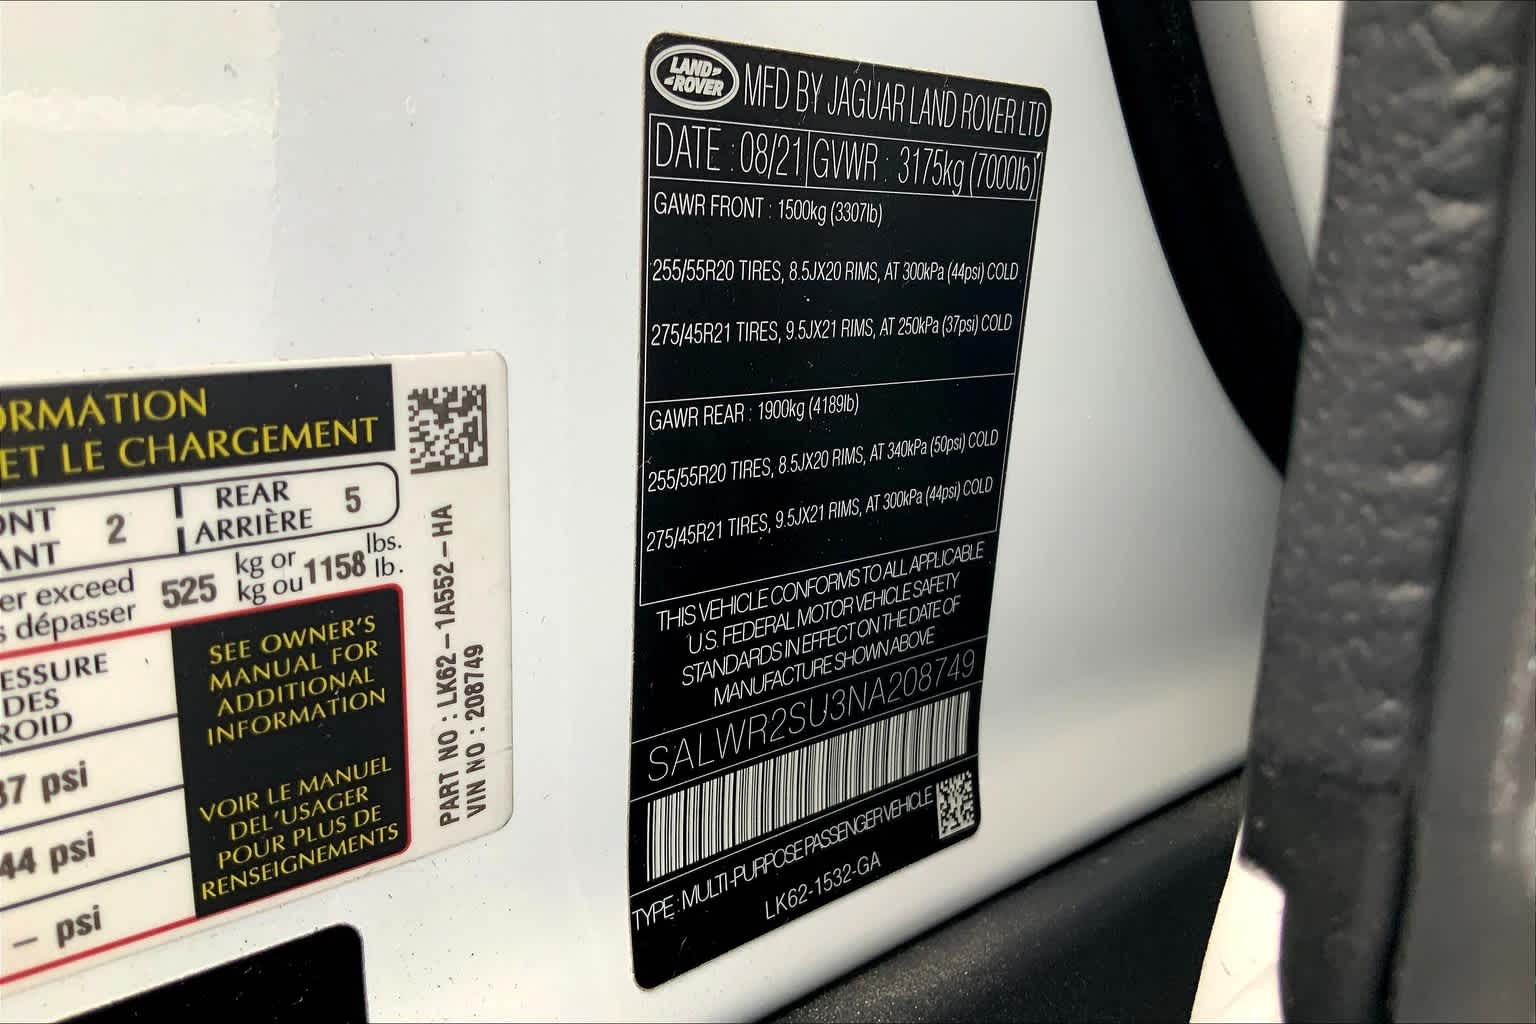 LAND-
-ROVER
MFD BY JAGUAR LAND ROVER LTD
DATE : 08/21 GVWR : 3175kg (7000lb)
GAWR FRONT : 1500kg (3307lb)
255/55R20 TIRES, 8.5JX20 RIMS, AT 300kPa (44psi) COLD
275/45R21 TIRES, 9.5JX21 RIMS, AT 250kPa (37psi) COLD
GAWR REAR : 1900kg (4189lb)
255/55R20 TIRES, 8.5JX20 RIMS, AT 340kPa (50psi) COLD
275/45R21 TIRES, 9.5JX21 RIMS, AT 300kPa (44psi) COLD
THIS VEHICLE CONFORMS TO ALL APPLICABLE
U.S. FEDERAL MOTOR VEHICLE SAFETY
STANDARDS IN EFFECT ON THE DATE OF
MANUFACTURE SHOWN ABOVE
SALWR2SU3NA208749
TYPE : MULTI-PURPOSE PASSENGER VEHICLE
LK62-1532-GA
ORMATION
ET LE CHARGEMENT
ONT 2 REAR 5
ANT ARRIÈRE
er exceed 525 kg or 1158 lbs.
s dépasser kg ou lb.
ESSURE
DES
ROID
37 psi
44 psi
– psi
SEE OWNER'S
MANUAL FOR
ADDITIONAL
INFORMATION
VOIR LE MANUEL
DEL'USAGER
POUR PLUS DE
RENSEIGNEMENTS
PART NO : LK62-1A552-HA
VIN NO : 208749